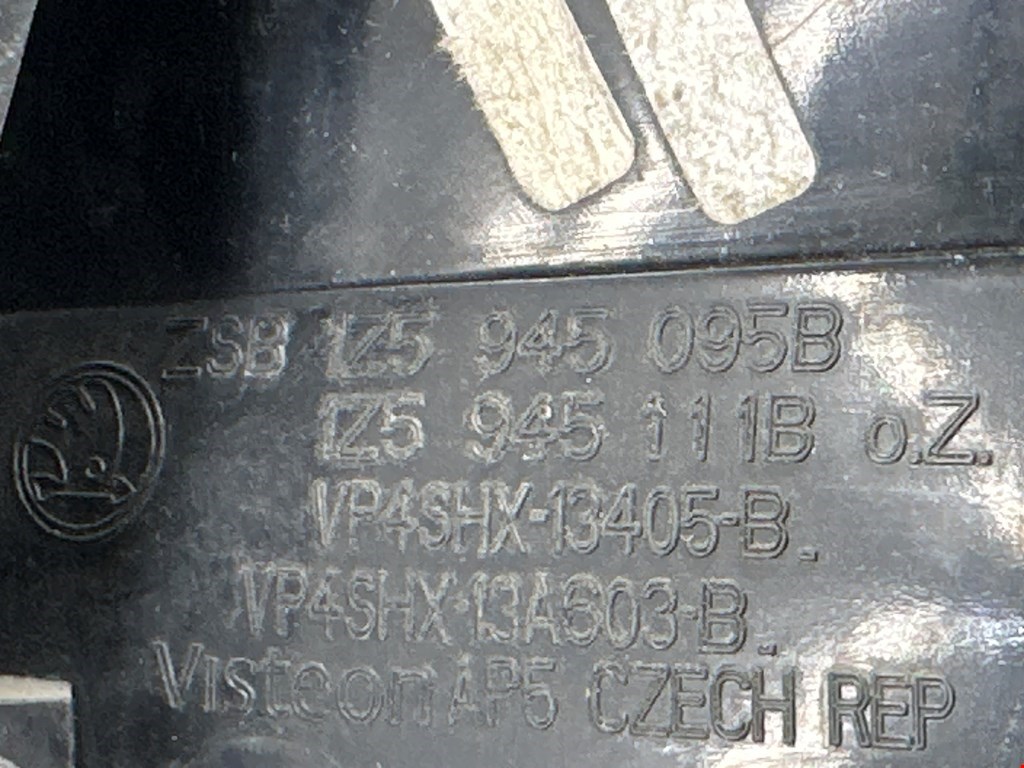 ZSB 1Z5 945 095B
1Z5 945 111B o.Z.
VP4SHX-13405-B
VP4SHX-13A603-B
Visteon AP5 CZECH REP